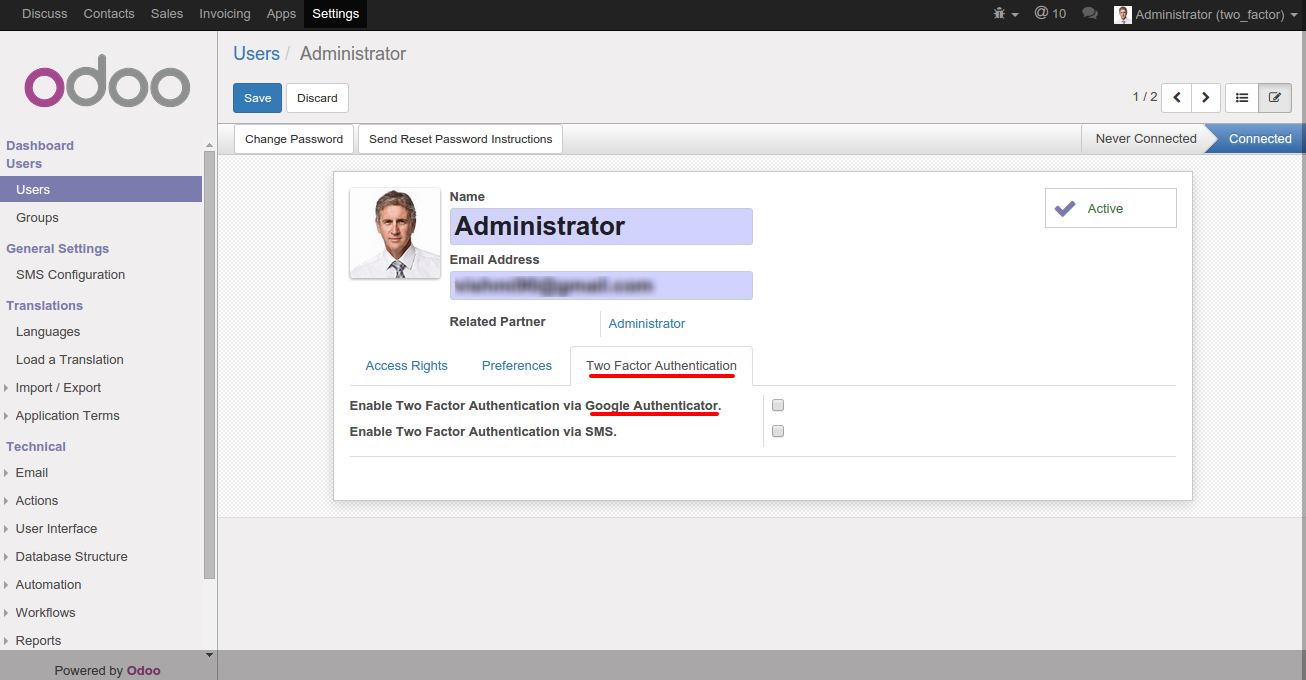 Discuss Contacts Sales Invoicing Apps Settings @ 10 Administrator (two_factor)
odoo
Users / Administrator
Save Discard 1 / 2
Change Password Send Reset Password Instructions Never Connected Connected
Dashboard
Users
Users
Groups
General Settings
SMS Configuration
Translations
Languages
Load a Translation
Import / Export
Application Terms
Technical
Email
Actions
User Interface
Database Structure
Automation
Workflows
Reports
Powered by Odoo
Name
Administrator
Active
Email Address
Related Partner Administrator
Access Rights Preferences Two Factor Authentication
Enable Two Factor Authentication via Google Authenticator.
Enable Two Factor Authentication via SMS.